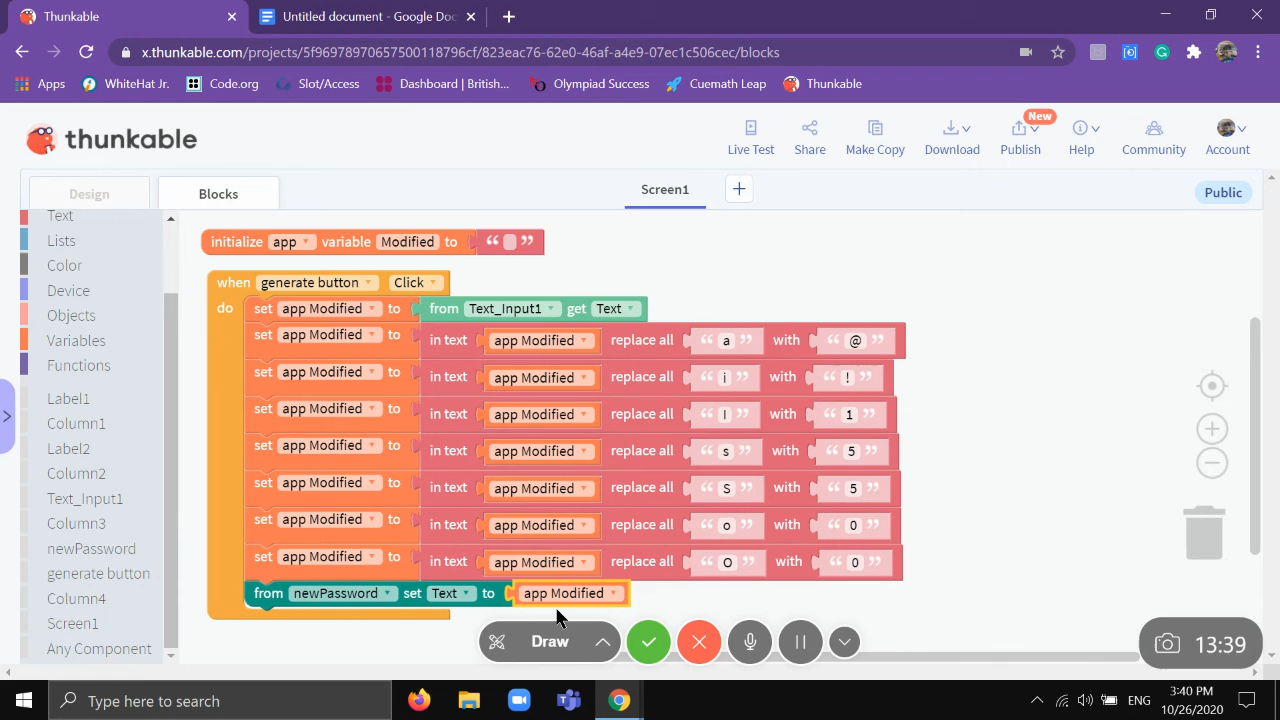 Thunkable
Untitled document - Google Doc
x.thunkable.com/projects/5f96978970657500118796cf/823eac76-62e0-46af-a4e9-07ec1c506cec/blocks
Apps WhiteHat Jr. Code.org Slot/Access Dashboard | British... Olympiad Success Cuemath Leap Thunkable
thunkable
New
Live Test Share Make Copy Download Publish Help Community Account
Design Blocks Screen1 + Public
Text
Lists
Color
Device
Objects
Variables
Functions
Label1
Column1
Label2
Column2
Text_Input1
Column3
newPassword
generate button
Column4
Screen1
Any Component
initialize app variable Modified to “ ”
when generate button Click
do set app Modified to from Text_Input1 get Text
set app Modified to in text app Modified replace all “ a ” with “ @ ”
set app Modified to in text app Modified replace all “ i ” with “ ! ”
set app Modified to in text app Modified replace all “ l ” with “ 1 ”
set app Modified to in text app Modified replace all “ s ” with “ 5 ”
set app Modified to in text app Modified replace all “ S ” with “ 5 ”
set app Modified to in text app Modified replace all “ o ” with “ 0 ”
set app Modified to in text app Modified replace all “ O ” with “ 0 ”
from newPassword set Text to app Modified
Draw
13:39
Type here to search
ENG
3:40 PM
10/26/2020